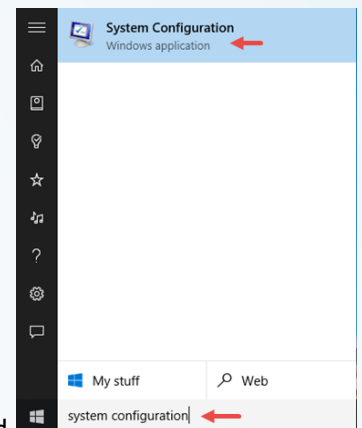 System Configuration
Windows application
My stuff
Web
d
system configuration